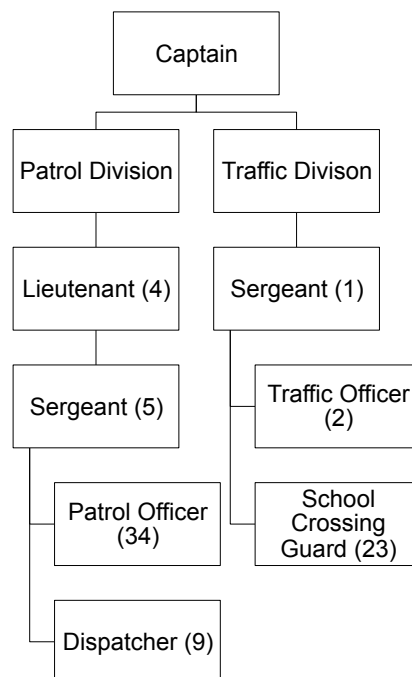 Captain
Patrol Division
Traffic Divison
Lieutenant (4)
Sergeant (1)
Sergeant (5)
Traffic Officer
(2)
Patrol Officer
(34)
School
Crossing
Guard (23)
Dispatcher (9)